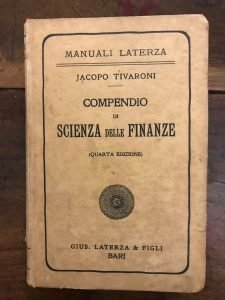 MANUALI LATERZA
JACOPO TIVARONI
COMPENDIO
DI
SCIENZA DELLE FINANZE
(QUARTA EDIZIONE)
GIUS. LATERZA & FIGLI
BARI